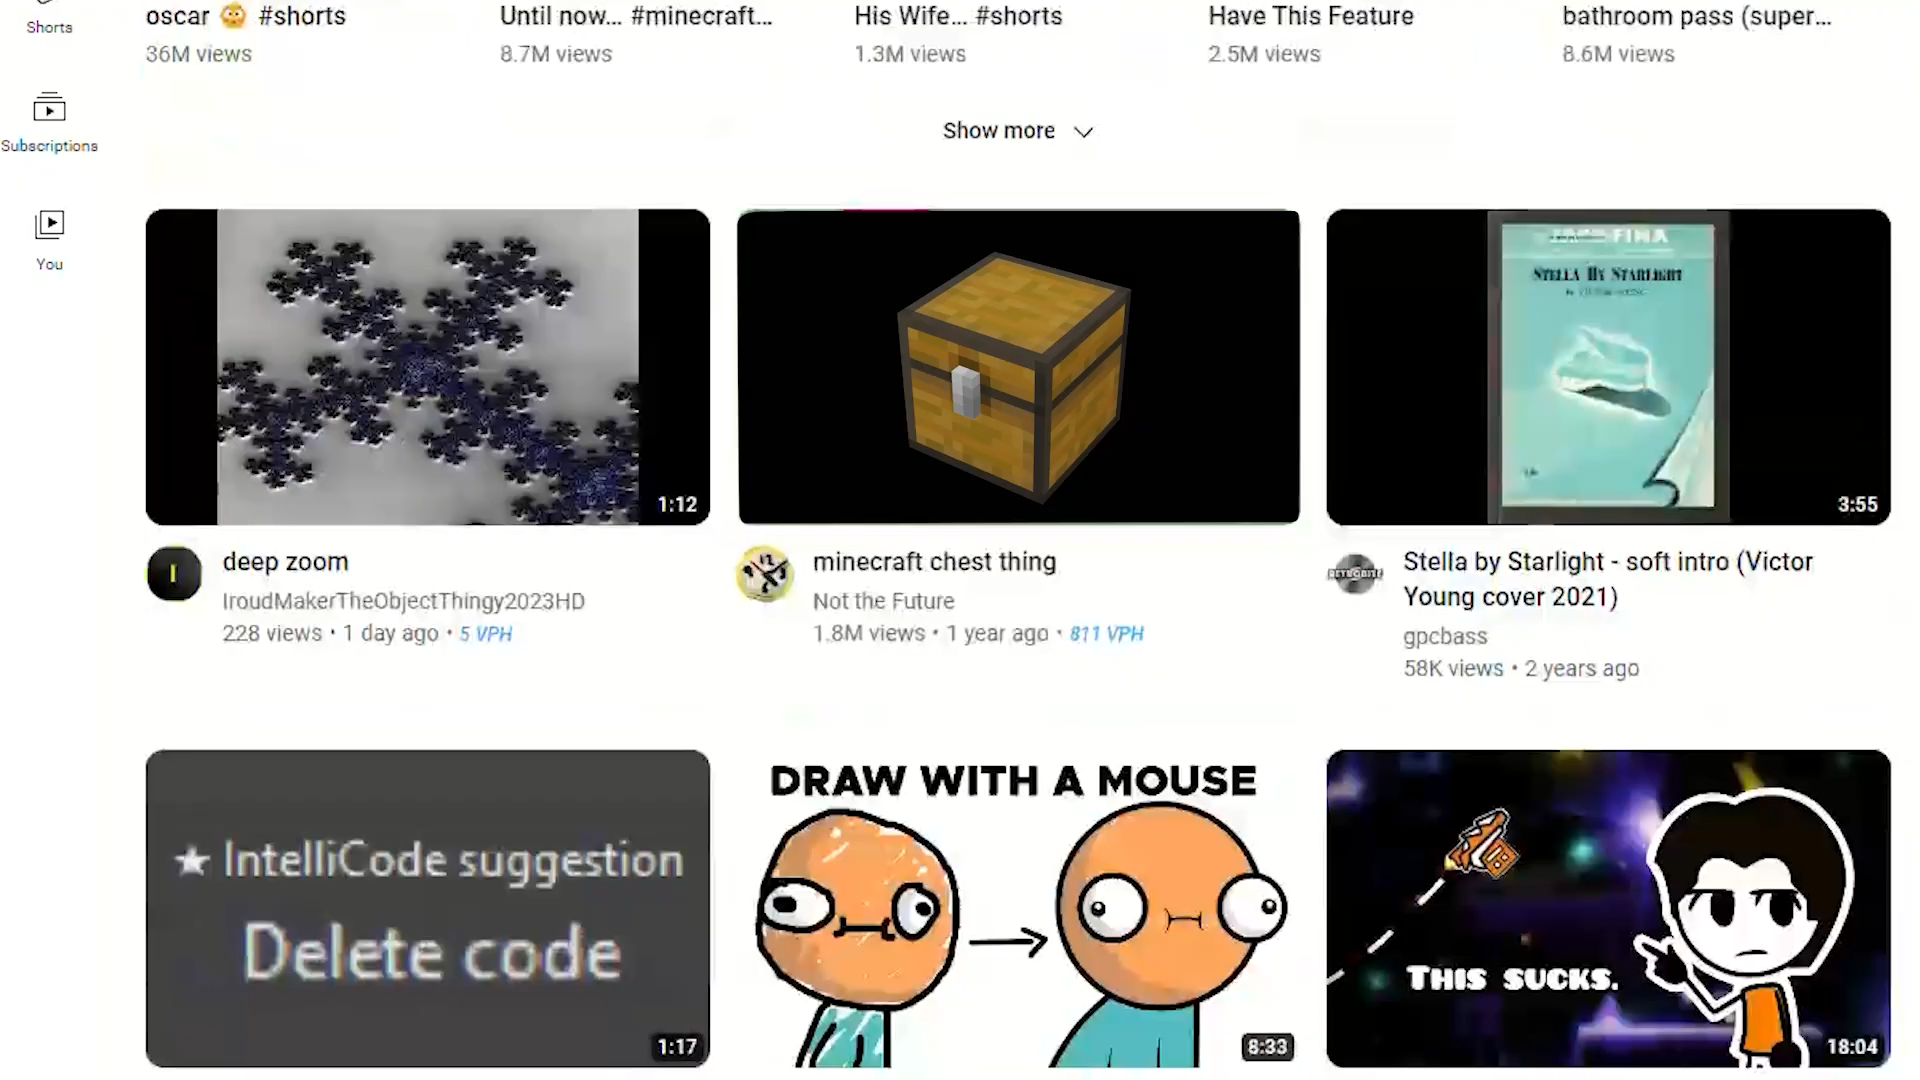 Shorts
Subscriptions
You
oscar 🥴 #shorts
36M views
Until now... #minecraft...
8.7M views
His Wife... #shorts
1.3M views
Have This Feature
2.5M views
bathroom pass (super...
8.6M views
Show more
1:12
deep zoom
IroudMakerTheObjectThingy2023HD
228 views • 1 day ago • 5 VPH
minecraft chest thing
Not the Future
1.8M views • 1 year ago • 811 VPH
STELLA BY STARLIGHT
3:55
Stella by Starlight - soft intro (Victor
Young cover 2021)
gpcbass
58K views • 2 years ago
★ IntelliCode suggestion
Delete code
1:17
DRAW WITH A MOUSE
8:33
THIS SUCKS.
18:04